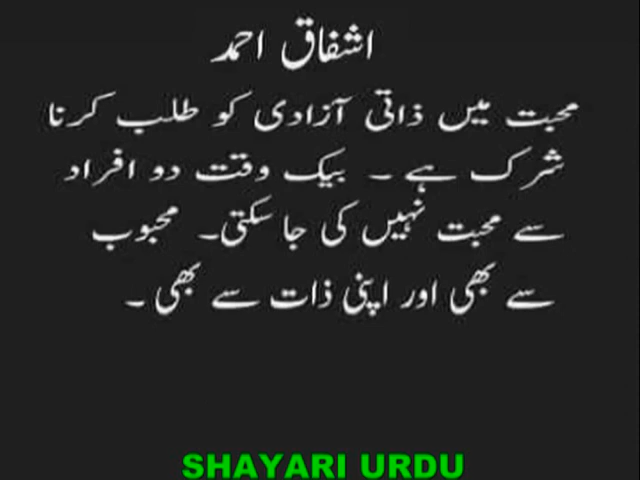 اشفاق احمد
محبت میں ذاتی آزادی کو طلب کرنا
شرک ہے ۔ بیک وقت دو افراد
سے محبت نہیں کی جا سکتی۔ محبوب
سے بھی اور اپنی ذات سے بھی ۔
SHAYARI URDU